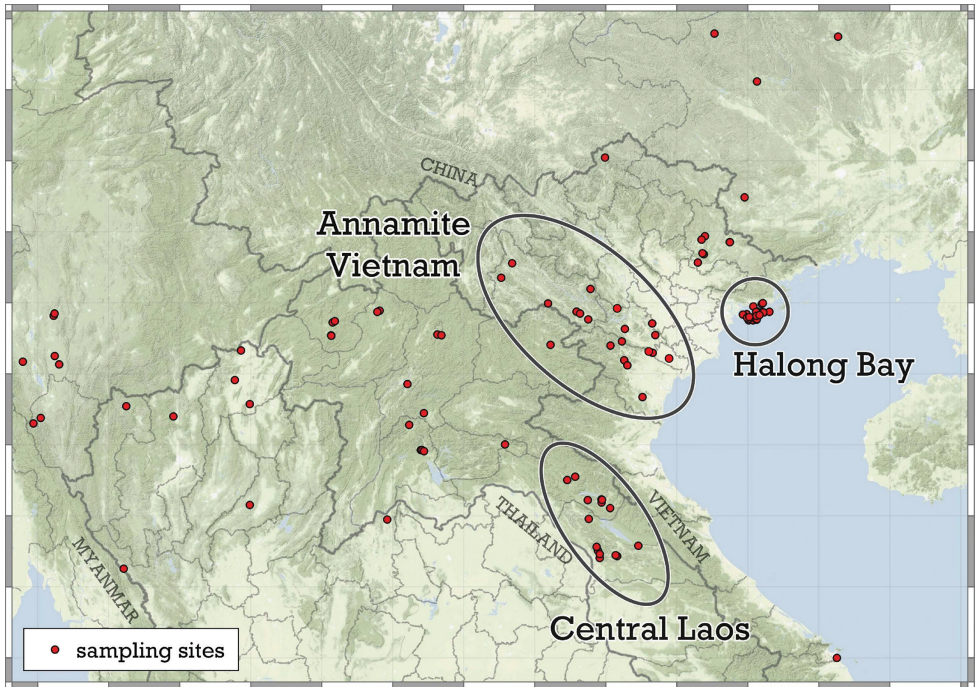 CHINA
Annamite
Vietnam
Halong Bay
THAILAND
VIETNAM
MYANMAR
Central Laos
sampling sites